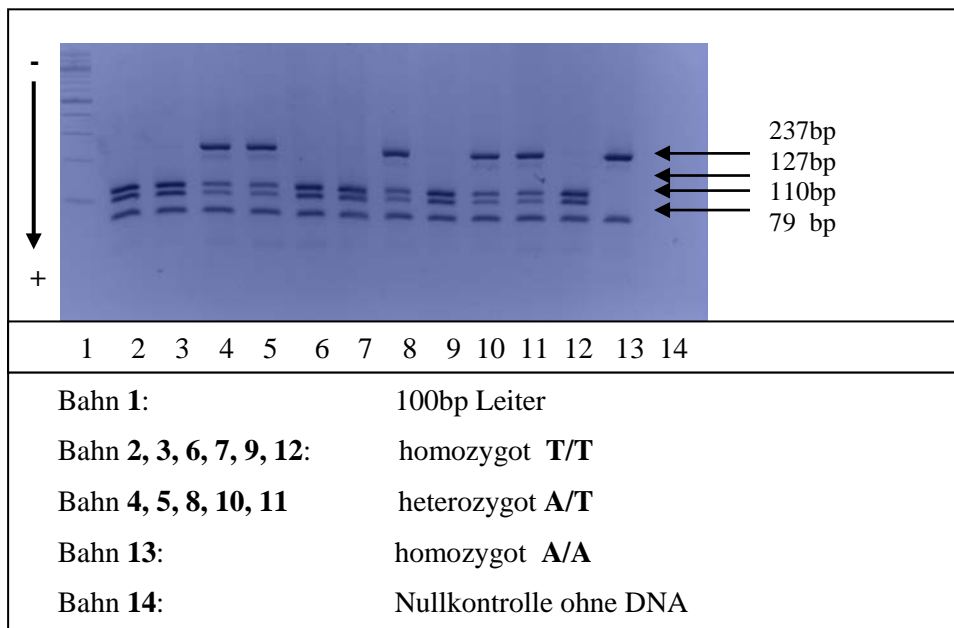 -
237bp
127bp
110bp
79 bp
+
1 2 3 4 5 6 7 8 9 10 11 12 13 14
Bahn 1: 100bp Leiter
Bahn 2, 3, 6, 7, 9, 12: homozygot T/T
Bahn 4, 5, 8, 10, 11 heterozygot A/T
Bahn 13: homozygot A/A
Bahn 14: Nullkontrolle ohne DNA